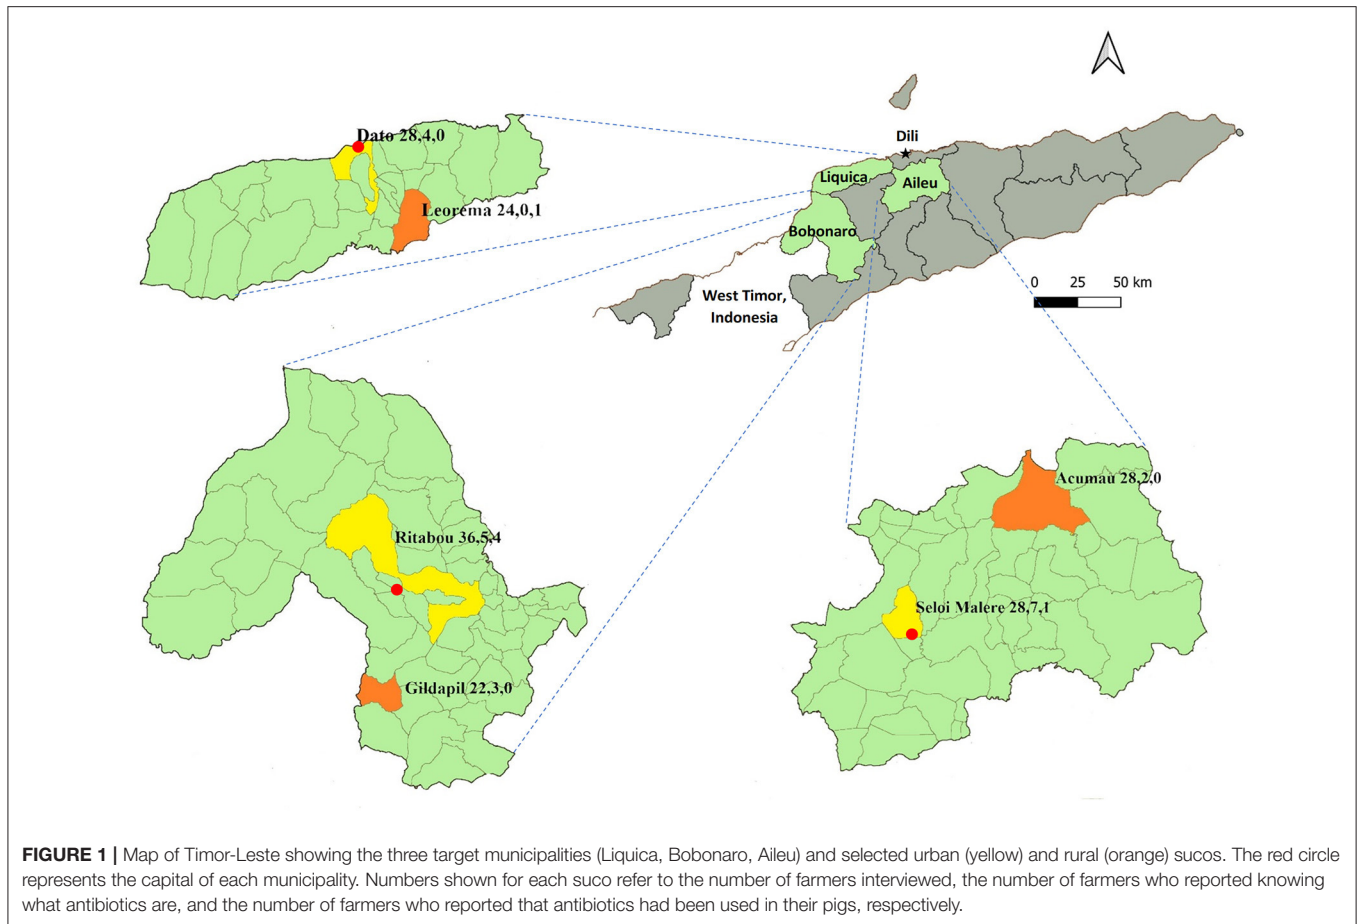 Dato 28,4,0
Leorema 24,0,1
Dili
Liquica
Aileu
Bobonaro
West Timor,
Indonesia
0 25 50 km
Ritabou 36,5,4
Gildapil 22,3,0
Acumau 28,2,0
Seloi Malere 28,7,1
FIGURE 1 | Map of Timor-Leste showing the three target municipalities (Liquica, Bobonaro, Aileu) and selected urban (yellow) and rural (orange) sucos. The red circle
represents the capital of each municipality. Numbers shown for each suco refer to the number of farmers interviewed, the number of farmers who reported knowing
what antibiotics are, and the number of farmers who reported that antibiotics had been used in their pigs, respectively.